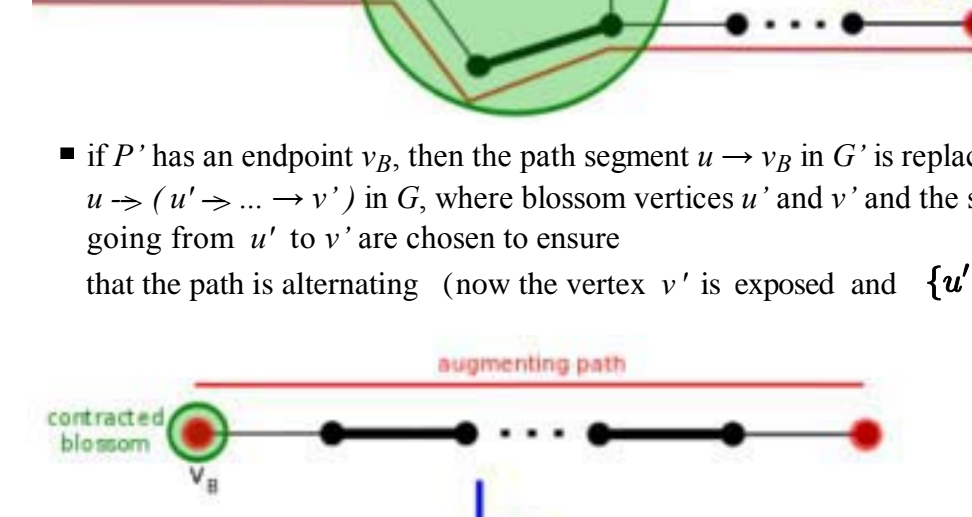 ▪ if P’ has an endpoint v_B, then the path segment u → v_B in G’ is replac
u → ( u′ → ... → v’ ) in G, where blossom vertices u’ and v’ and the s
going from u′ to v’ are chosen to ensure
that the path is alternating (now the vertex v′ is exposed and {u′
augmenting path
contracted
blossom
v_B